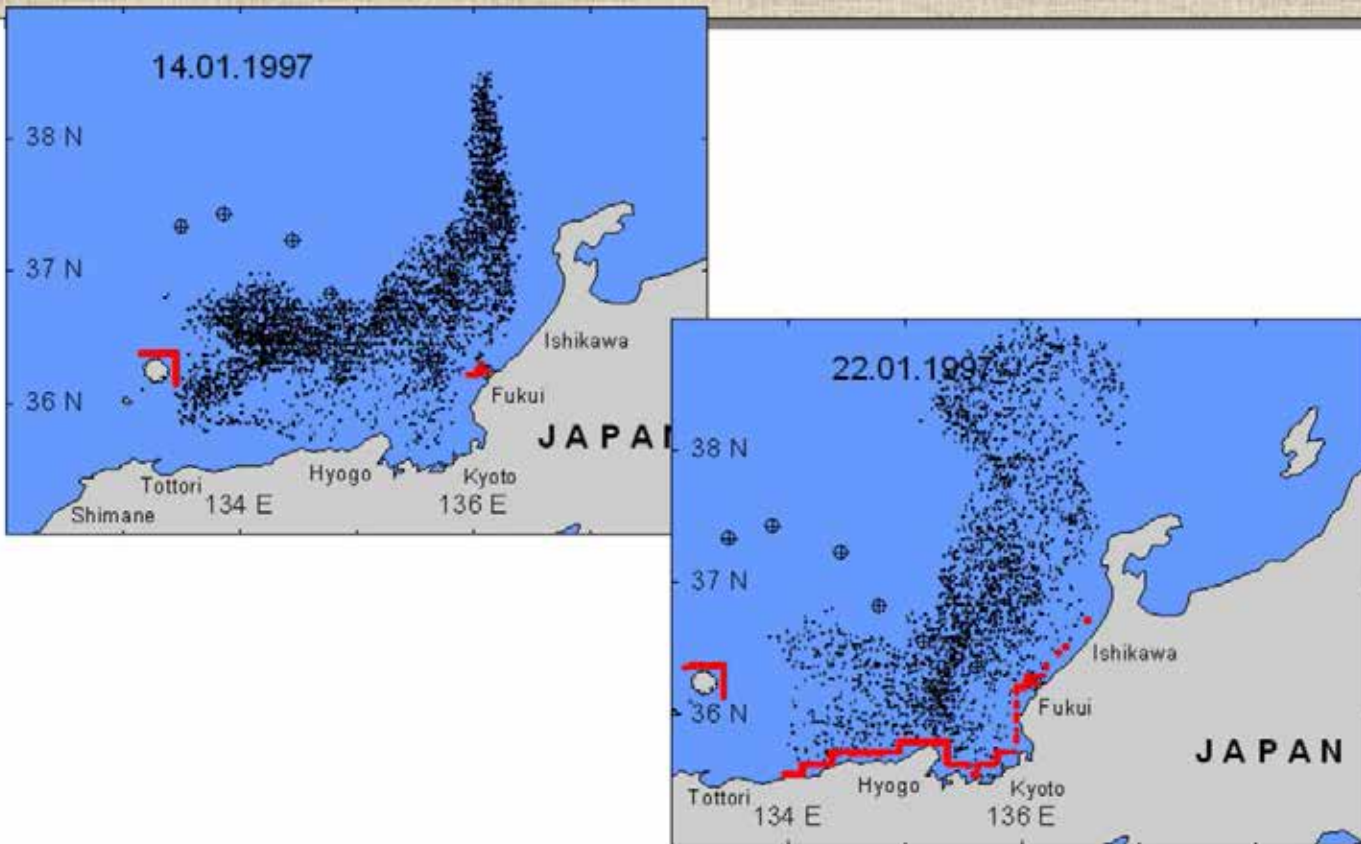 14.01.1997
38 N
37 N
36 N
Ishikawa
Fukui
JAPAN
Hyogo
Kyoto
Tottori
134 E
136 E
Shimane
22.01.1997
38 N
37 N
Ishikawa
36 N
Fukui
JAPAN
Hyogo
Kyoto
Tottori
134 E
136 E